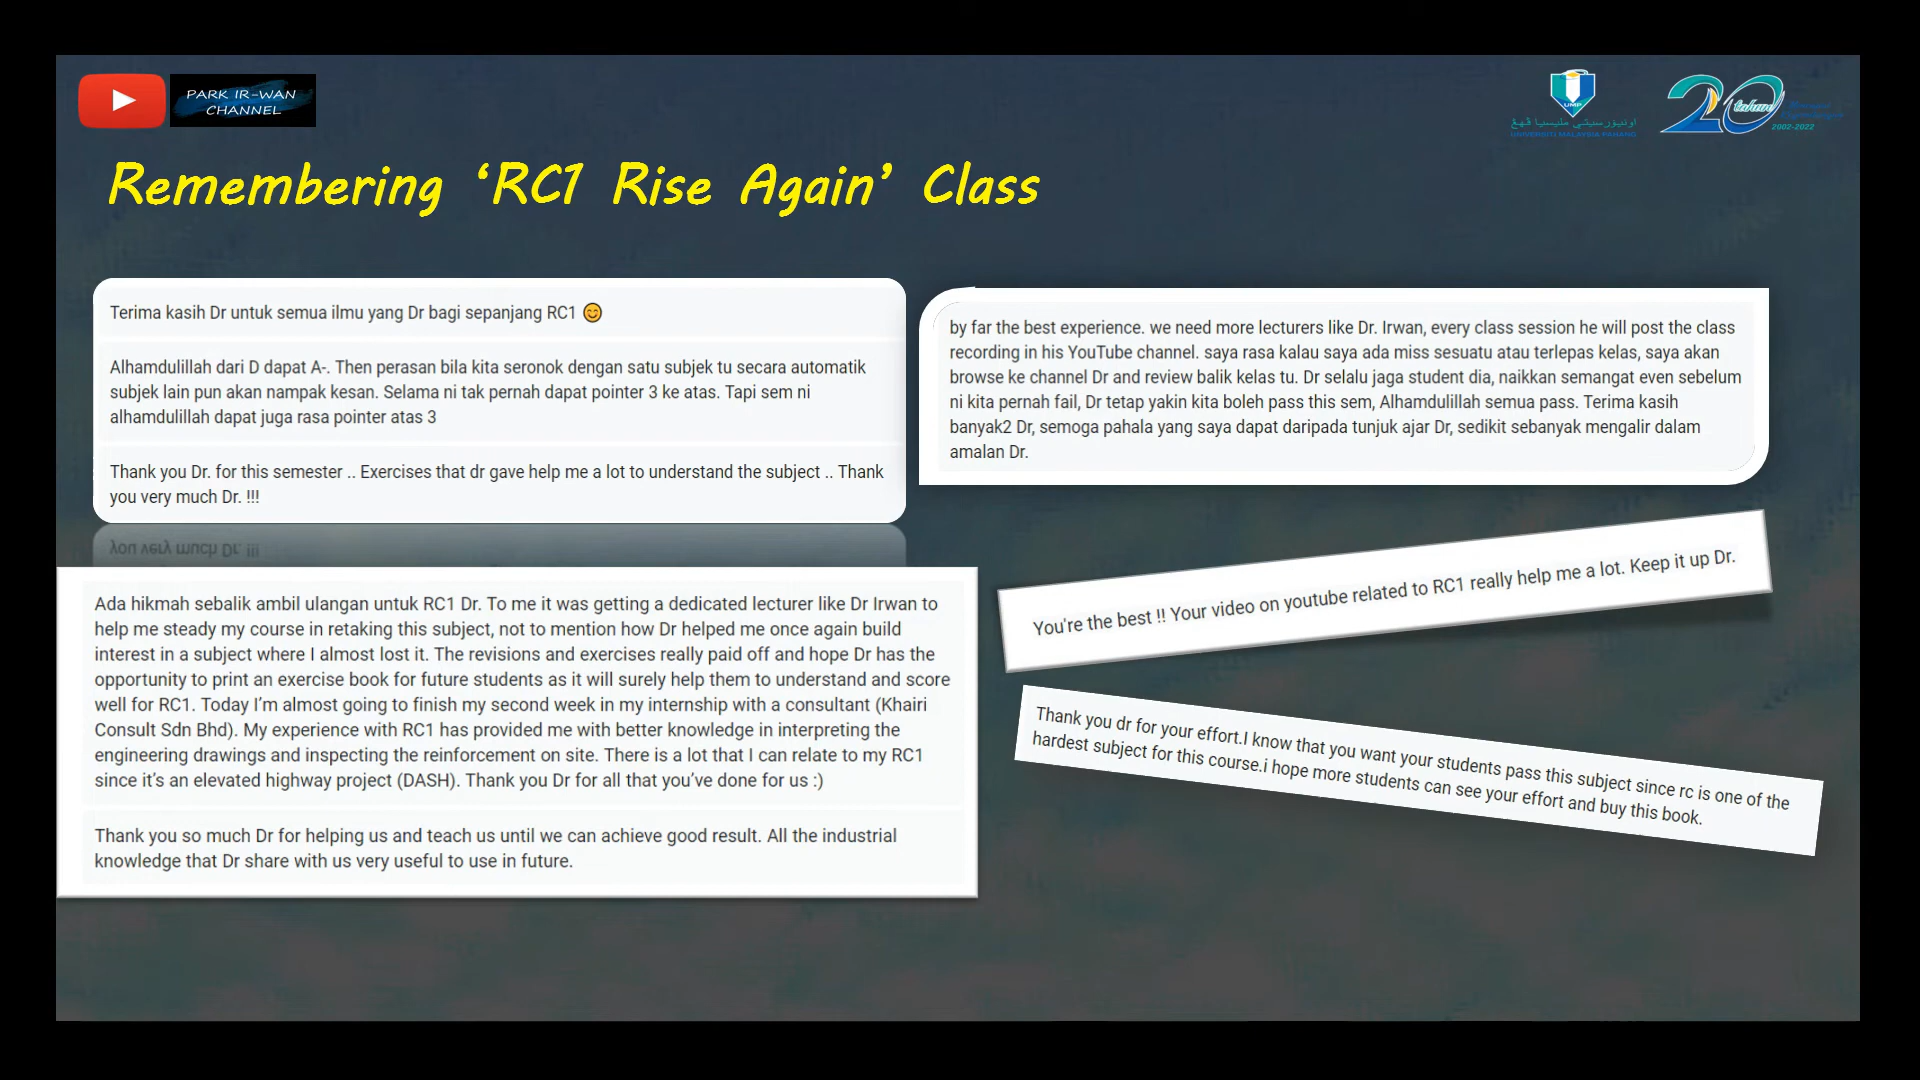 PARK IR-WAN
CHANNEL
UMP
اونيۏرسيتي مليسيا ڤهڠ
UNIVERSITI MALAYSIA PAHANG
20
tahun
2002-2022
Remembering ‘RC1 Rise Again’ Class
Terima kasih Dr untuk semua ilmu yang Dr bagi sepanjang RC1 😊
Alhamdulillah dari D dapat A-. Then perasan bila kita seronok dengan satu subjek tu secara automatik
subjek lain pun akan nampak kesan. Selama ni tak pernah dapat pointer 3 ke atas. Tapi sem ni
alhamdulillah dapat juga rasa pointer atas 3
Thank you Dr. for this semester .. Exercises that dr gave help me a lot to understand the subject .. Thank
you very much Dr. !!!
by far the best experience. we need more lecturers like Dr. Irwan, every class session he will post the class
recording in his YouTube channel. saya rasa kalau saya ada miss sesuatu atau terlepas kelas, saya akan
browse ke channel Dr and review balik kelas tu. Dr selalu jaga student dia, naikkan semangat even sebelum
ni kita pernah fail, Dr tetap yakin kita boleh pass this sem, Alhamdulillah semua pass. Terima kasih
banyak2 Dr, semoga pahala yang saya dapat daripada tunjuk ajar Dr, sedikit sebanyak mengalir dalam
amalan Dr.
Ada hikmah sebalik ambil ulangan untuk RC1 Dr. To me it was getting a dedicated lecturer like Dr Irwan to
help me steady my course in retaking this subject, not to mention how Dr helped me once again build
interest in a subject where I almost lost it. The revisions and exercises really paid off and hope Dr has the
opportunity to print an exercise book for future students as it will surely help them to understand and score
well for RC1. Today I’m almost going to finish my second week in my internship with a consultant (Khairi
Consult Sdn Bhd). My experience with RC1 has provided me with better knowledge in interpreting the
engineering drawings and inspecting the reinforcement on site. There is a lot that I can relate to my RC1
since it’s an elevated highway project (DASH). Thank you Dr for all that you’ve done for us :)
Thank you so much Dr for helping us and teach us until we can achieve good result. All the industrial
knowledge that Dr share with us very useful to use in future.
You're the best !! Your video on youtube related to RC1 really help me a lot. Keep it up Dr.
Thank you dr for your effort.I know that you want your students pass this subject since rc is one of the
hardest subject for this course.i hope more students can see your effort and buy this book.